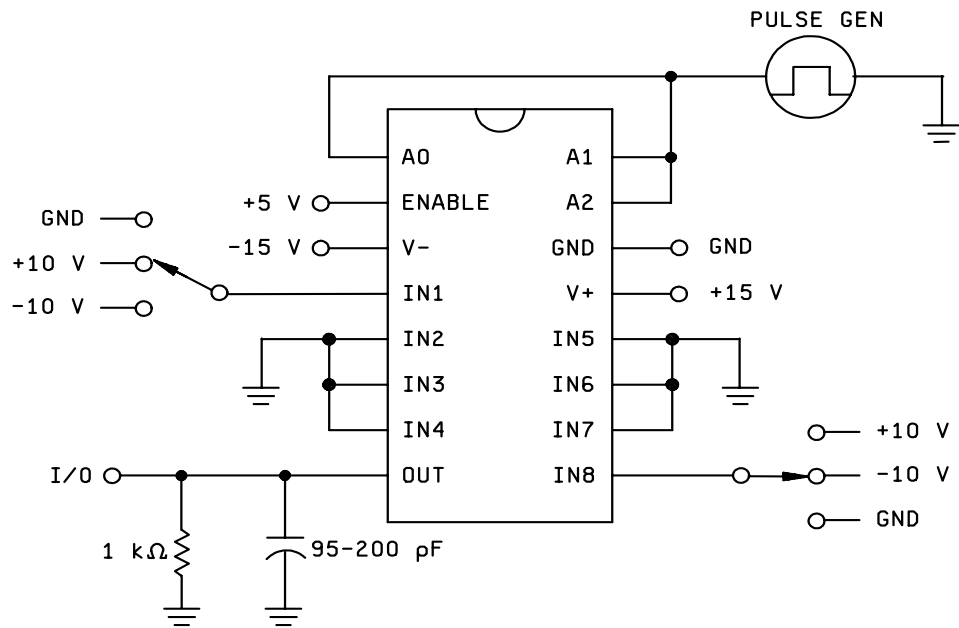 PULSE GEN
A0
A1
+5 V
ENABLE
A2
GND
-15 V
V-
GND
GND
+10 V
IN1
V+
+15 V
-10 V
IN2
IN5
IN3
IN6
IN4
IN7
+10 V
I/O
OUT
IN8
-10 V
GND
1 kΩ
95-200 pF